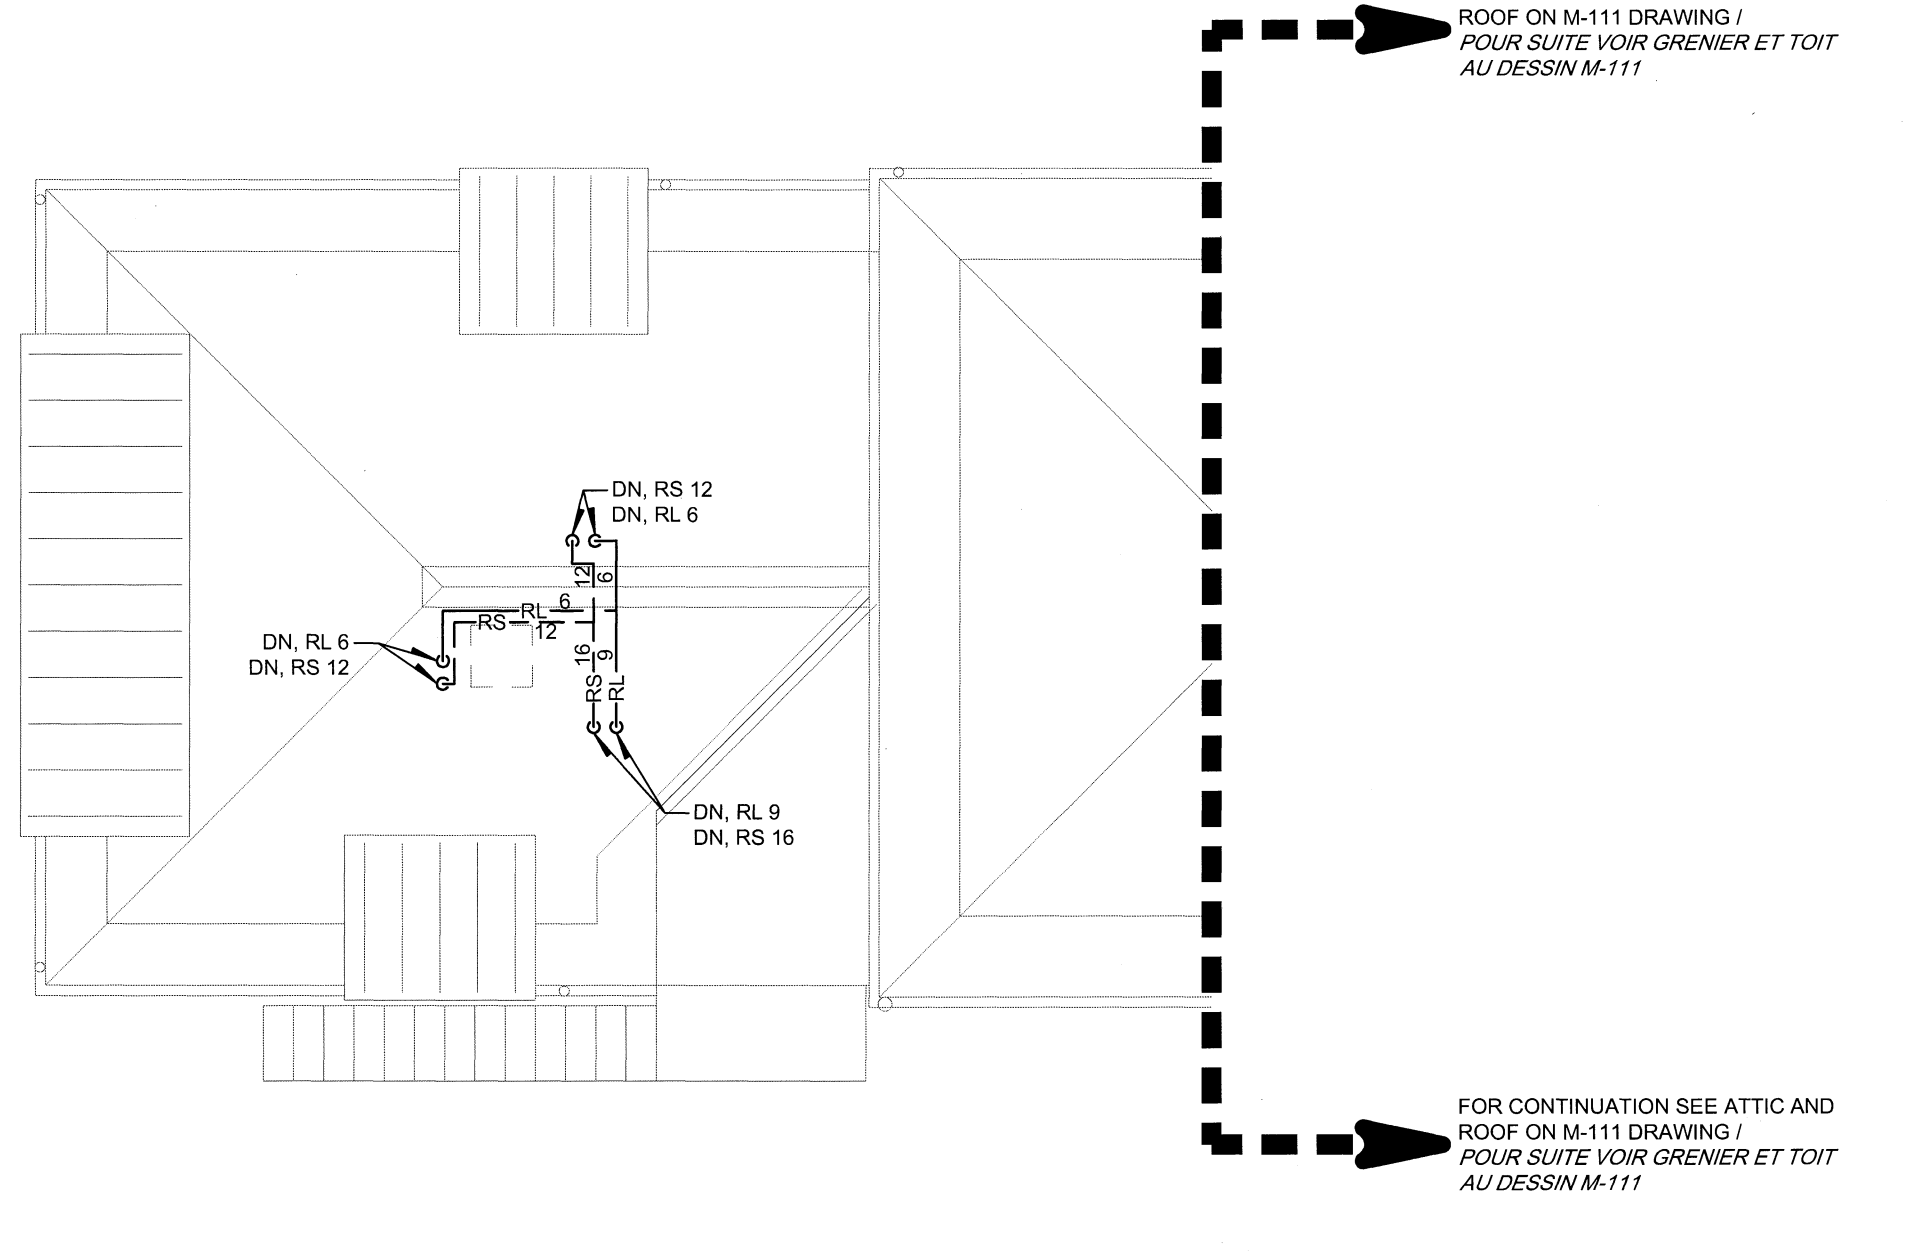 ROOF ON M-111 DRAWING /
POUR SUITE VOIR GRENIER ET TOIT
AU DESSIN M-111
DN, RS 12
DN, RL 6
12
6
6
RL
RS
12
DN, RL 6
DN, RS 12
16
9
RS
RL
DN, RL 9
DN, RS 16
FOR CONTINUATION SEE ATTIC AND
ROOF ON M-111 DRAWING /
POUR SUITE VOIR GRENIER ET TOIT
AU DESSIN M-111